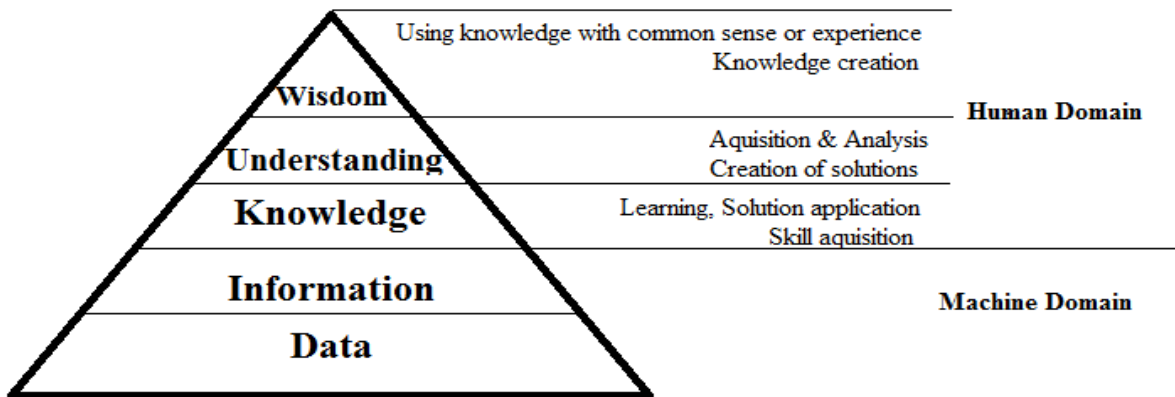 Using knowledge with common sense or experience
Knowledge creation
Wisdom
Human Domain
Aquisition & Analysis
Understanding
Creation of solutions
Knowledge
Learning, Solution application
Skill aquisition
Information
Machine Domain
Data